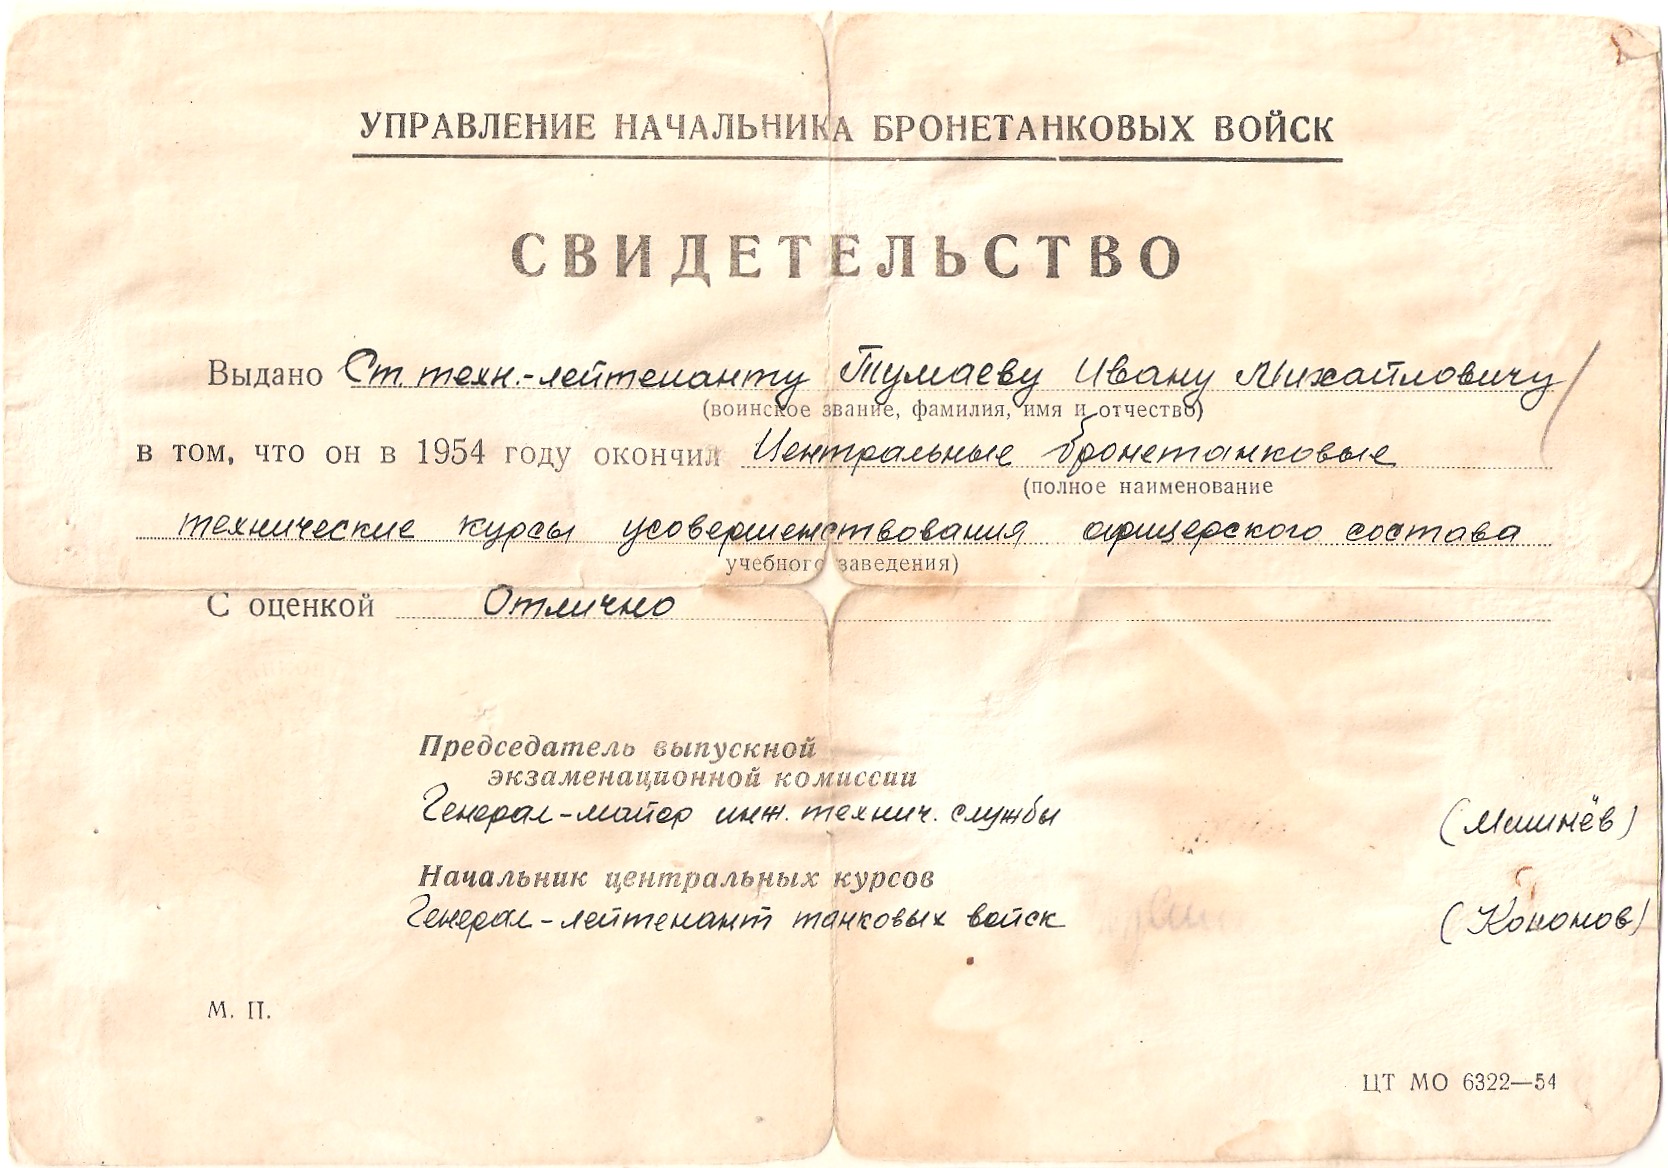 УПРАВЛЕНИЕ НАЧАЛЬНИКА БРОНЕТАНКОВЫХ ВОЙСК
СВИДЕТЕЛЬСТВО
Выдано Ст. техн.-лейтенанту Тумаеву Ивану Михайловичу
(воинское звание, фамилия, имя и отчество)
в том, что он в 1954 году окончил Центральные бронетанковые
(полное наименование
технические курсы усовершенствования офицерского состава
учебного заведения)
С оценкой Отлично
Председатель выпускной
экзаменационной комиссии
Генерал-майор инж. технич. службы (Мишнёв)
Начальник центральных курсов
Генерал-лейтенант танковых войск (Кононов)
М. П.
ЦТ МО 6322—54